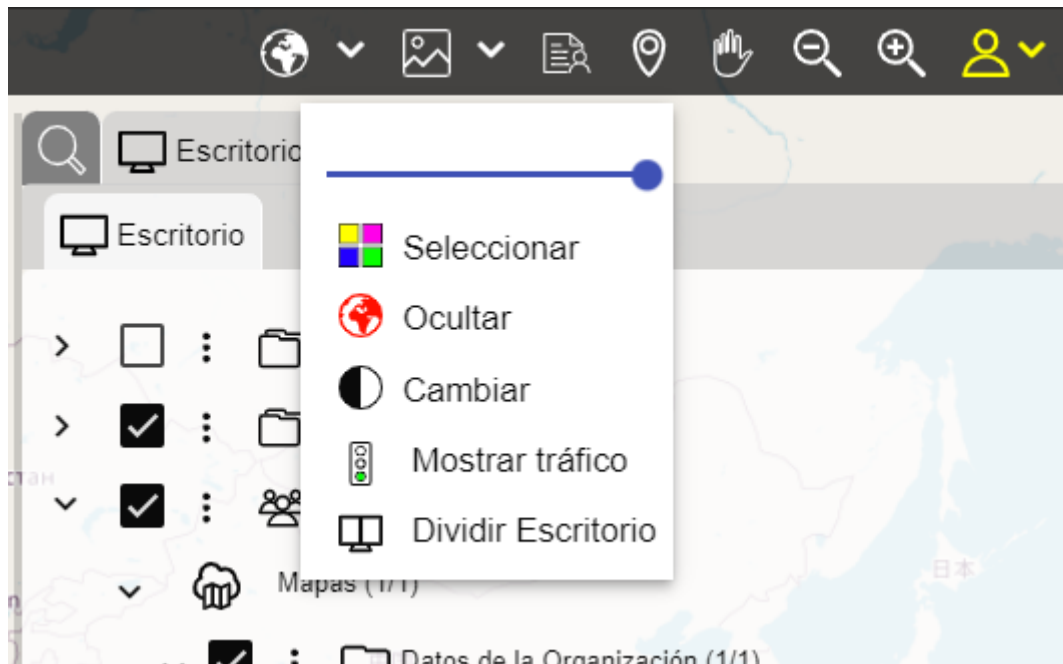 Escritorio
Escritorio
Seleccionar
Ocultar
Cambiar
Mostrar tráfico
Dividir Escritorio
Mapas (1/1)
日本
Datos de la Organización (1/1)